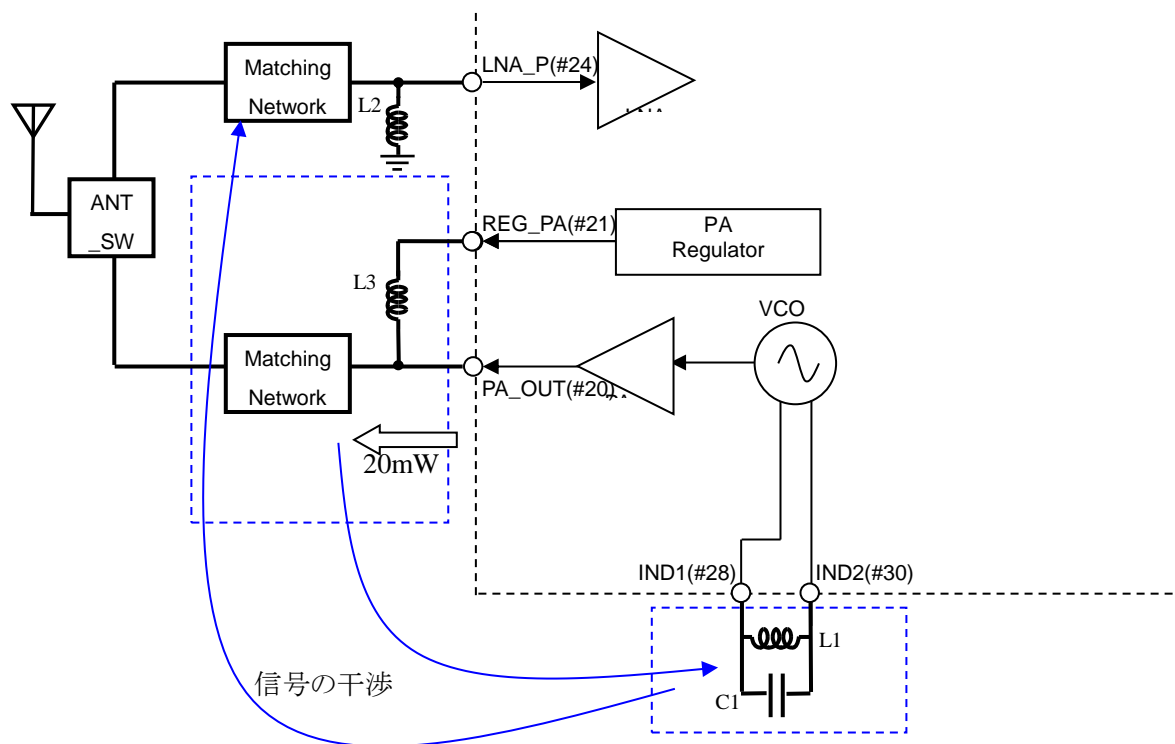 Matching
Network
LNA_P(#24)
L2
ANT
_SW
REG_PA(#21)
PA
Regulator
L3
VCO
Matching
Network
PA_OUT(#20)
20mW
IND1(#28)
IND2(#30)
L1
信号の干渉
C1